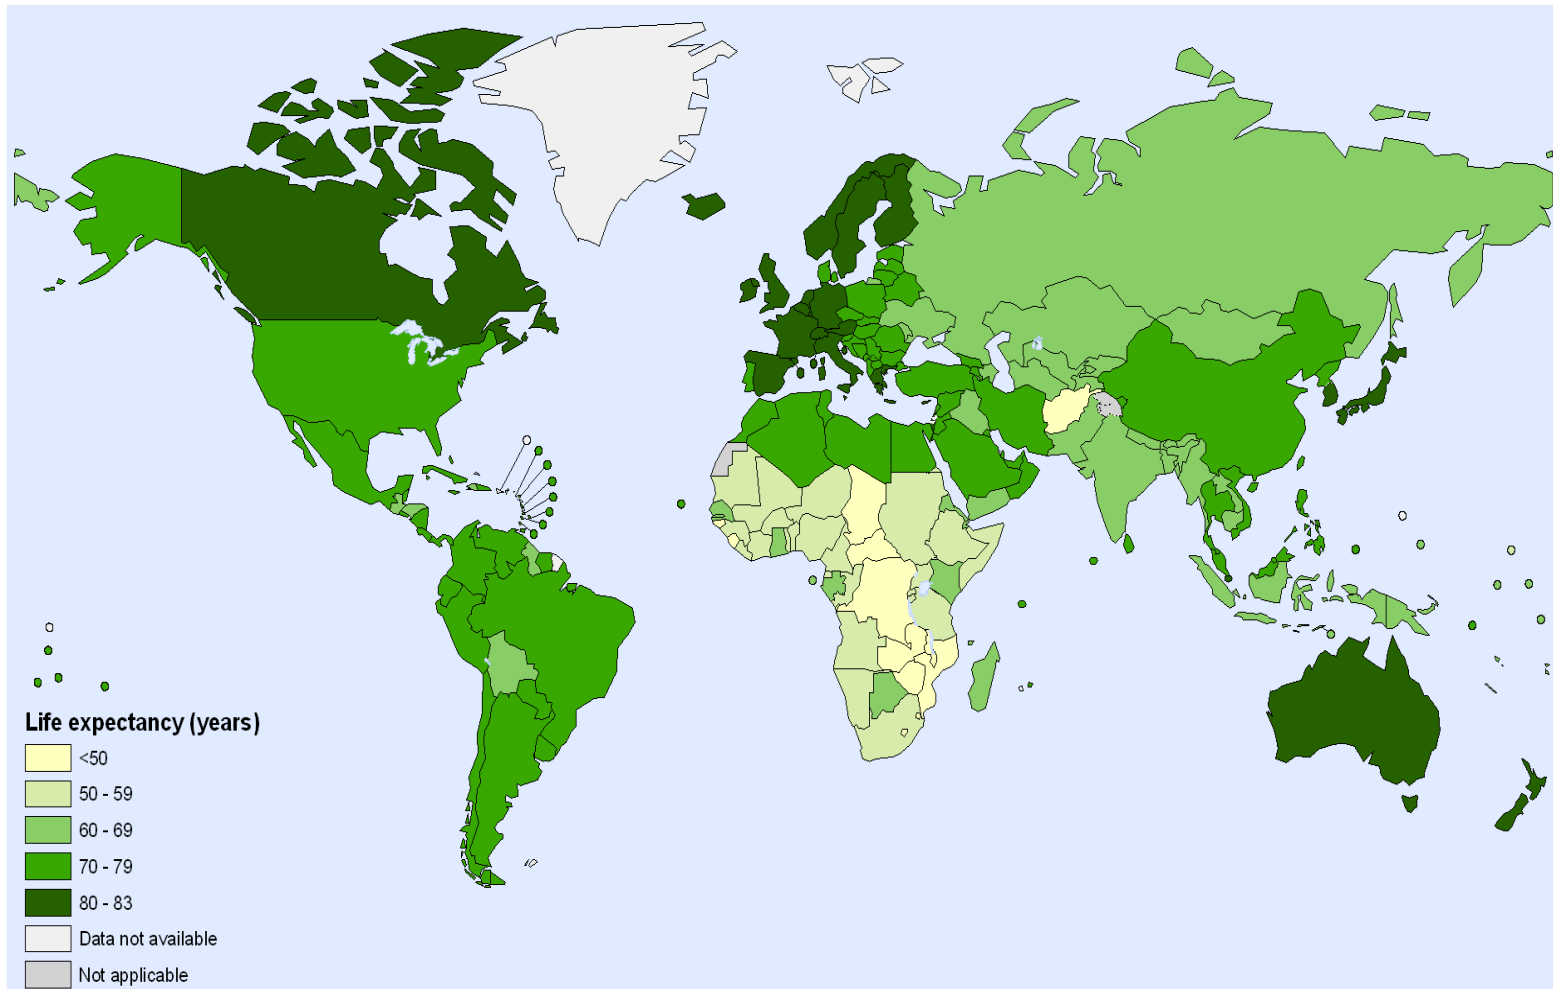 Life expectancy (years)
<50
50 - 59
60 - 69
70 - 79
80 - 83
Data not available
Not applicable